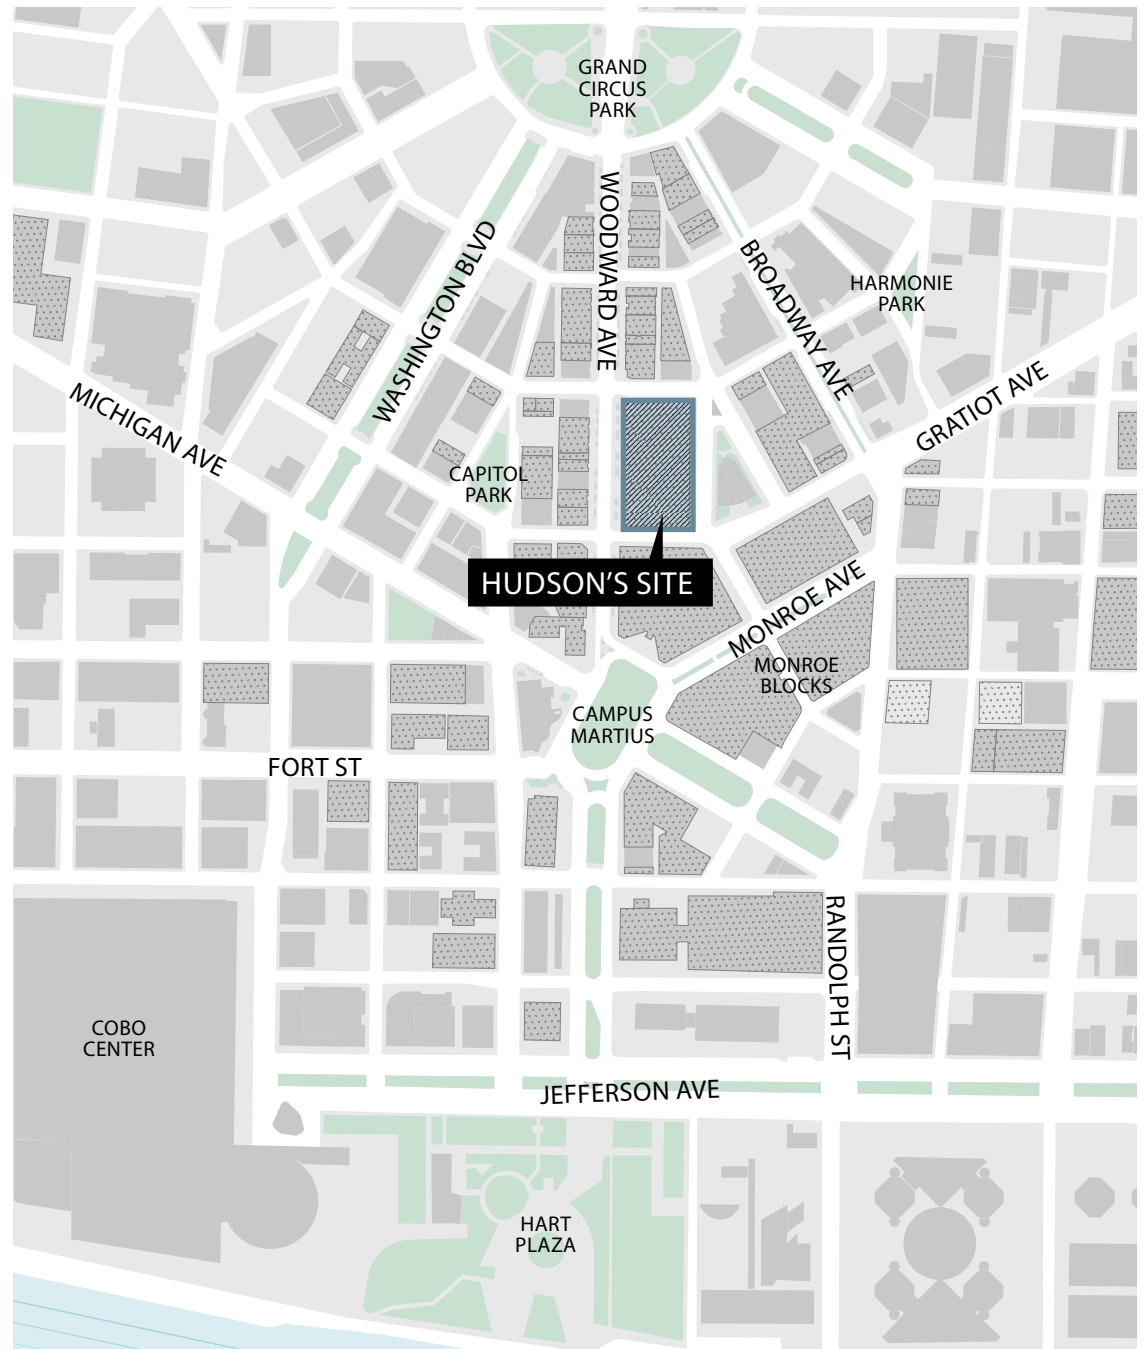 GRAND
CIRCUS
PARK
WOODWARD AVE
WASHINGTON BLVD
BROADWAY AVE
HARMONIE
PARK
MICHIGAN AVE
GRATIOT AVE
CAPITOL
PARK
HUDSON'S SITE
MONROE AVE
MONROE
BLOCKS
CAMPUS
MARTIUS
FORT ST
RANDOLPH ST
COBO
CENTER
JEFFERSON AVE
HART
PLAZA